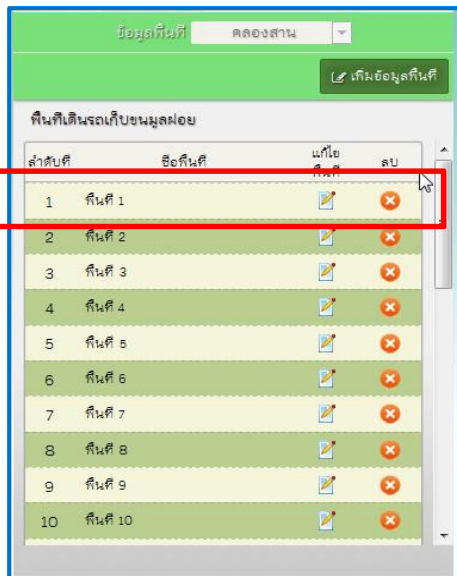 ข้อมูลพื้นที่ คลองสาน
เพิ่มข้อมูลพื้นที่
พื้นที่เดินรถเก็บขนมูลฝอย
ลำดับที่ ชื่อพื้นที่ แก้ไขพื้นที่ ลบ
1 พื้นที่ 1
2 พื้นที่ 2
3 พื้นที่ 3
4 พื้นที่ 4
5 พื้นที่ 5
6 พื้นที่ 6
7 พื้นที่ 7
8 พื้นที่ 8
9 พื้นที่ 9
10 พื้นที่ 10